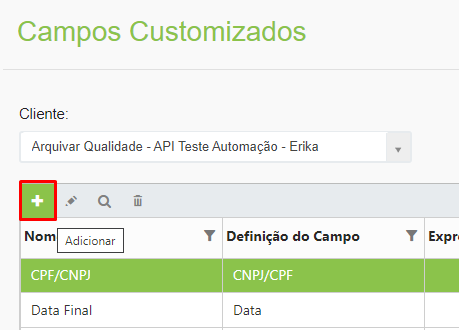 Campos Customizados
Cliente:
Arquivar Qualidade - API Teste Automação - Erika
Nom Definição do Campo Expr
Adicionar
CPF/CNPJ CNPJ/CPF
Data Final Data